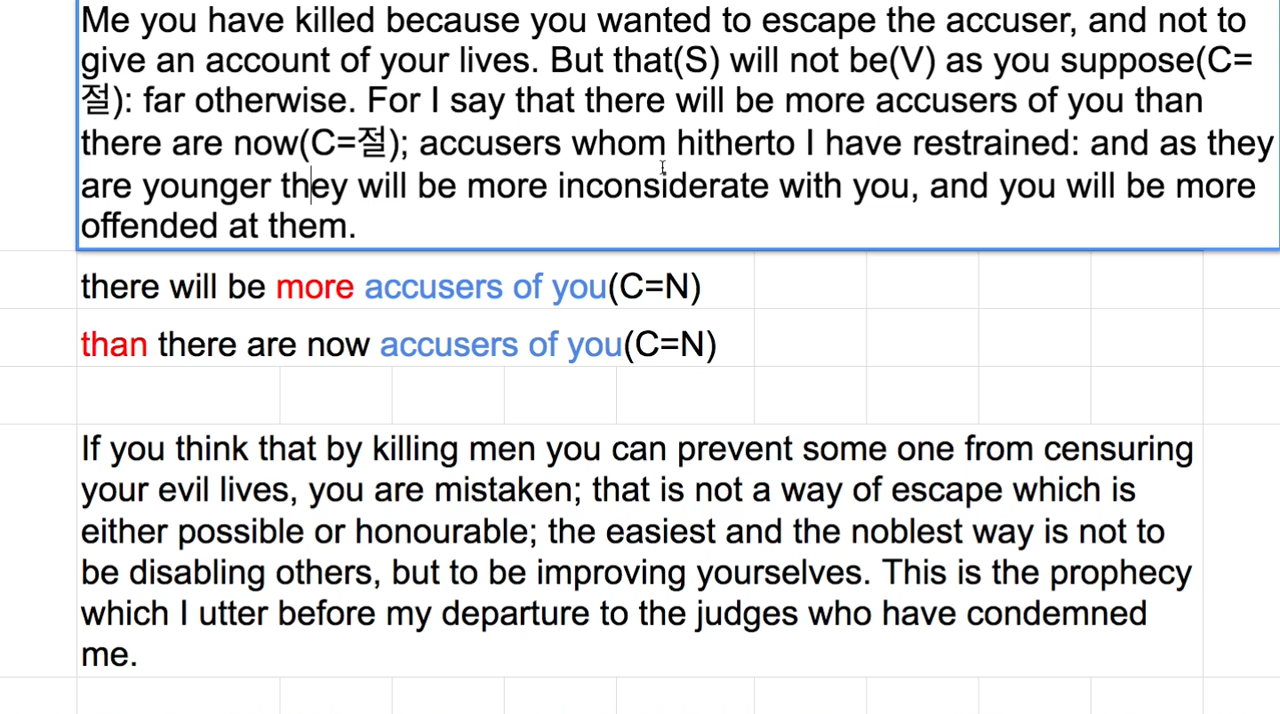 Me you have killed because you wanted to escape the accuser, and not to
give an account of your lives. But that(S) will not be(V) as you suppose(C=
절): far otherwise. For I say that there will be more accusers of you than
there are now(C=절); accusers whom hitherto I have restrained: and as they
are younger they will be more inconsiderate with you, and you will be more
offended at them.
there will be more accusers of you(C=N)
than there are now accusers of you(C=N)
If you think that by killing men you can prevent some one from censuring
your evil lives, you are mistaken; that is not a way of escape which is
either possible or honourable; the easiest and the noblest way is not to
be disabling others, but to be improving yourselves. This is the prophecy
which I utter before my departure to the judges who have condemned
me.